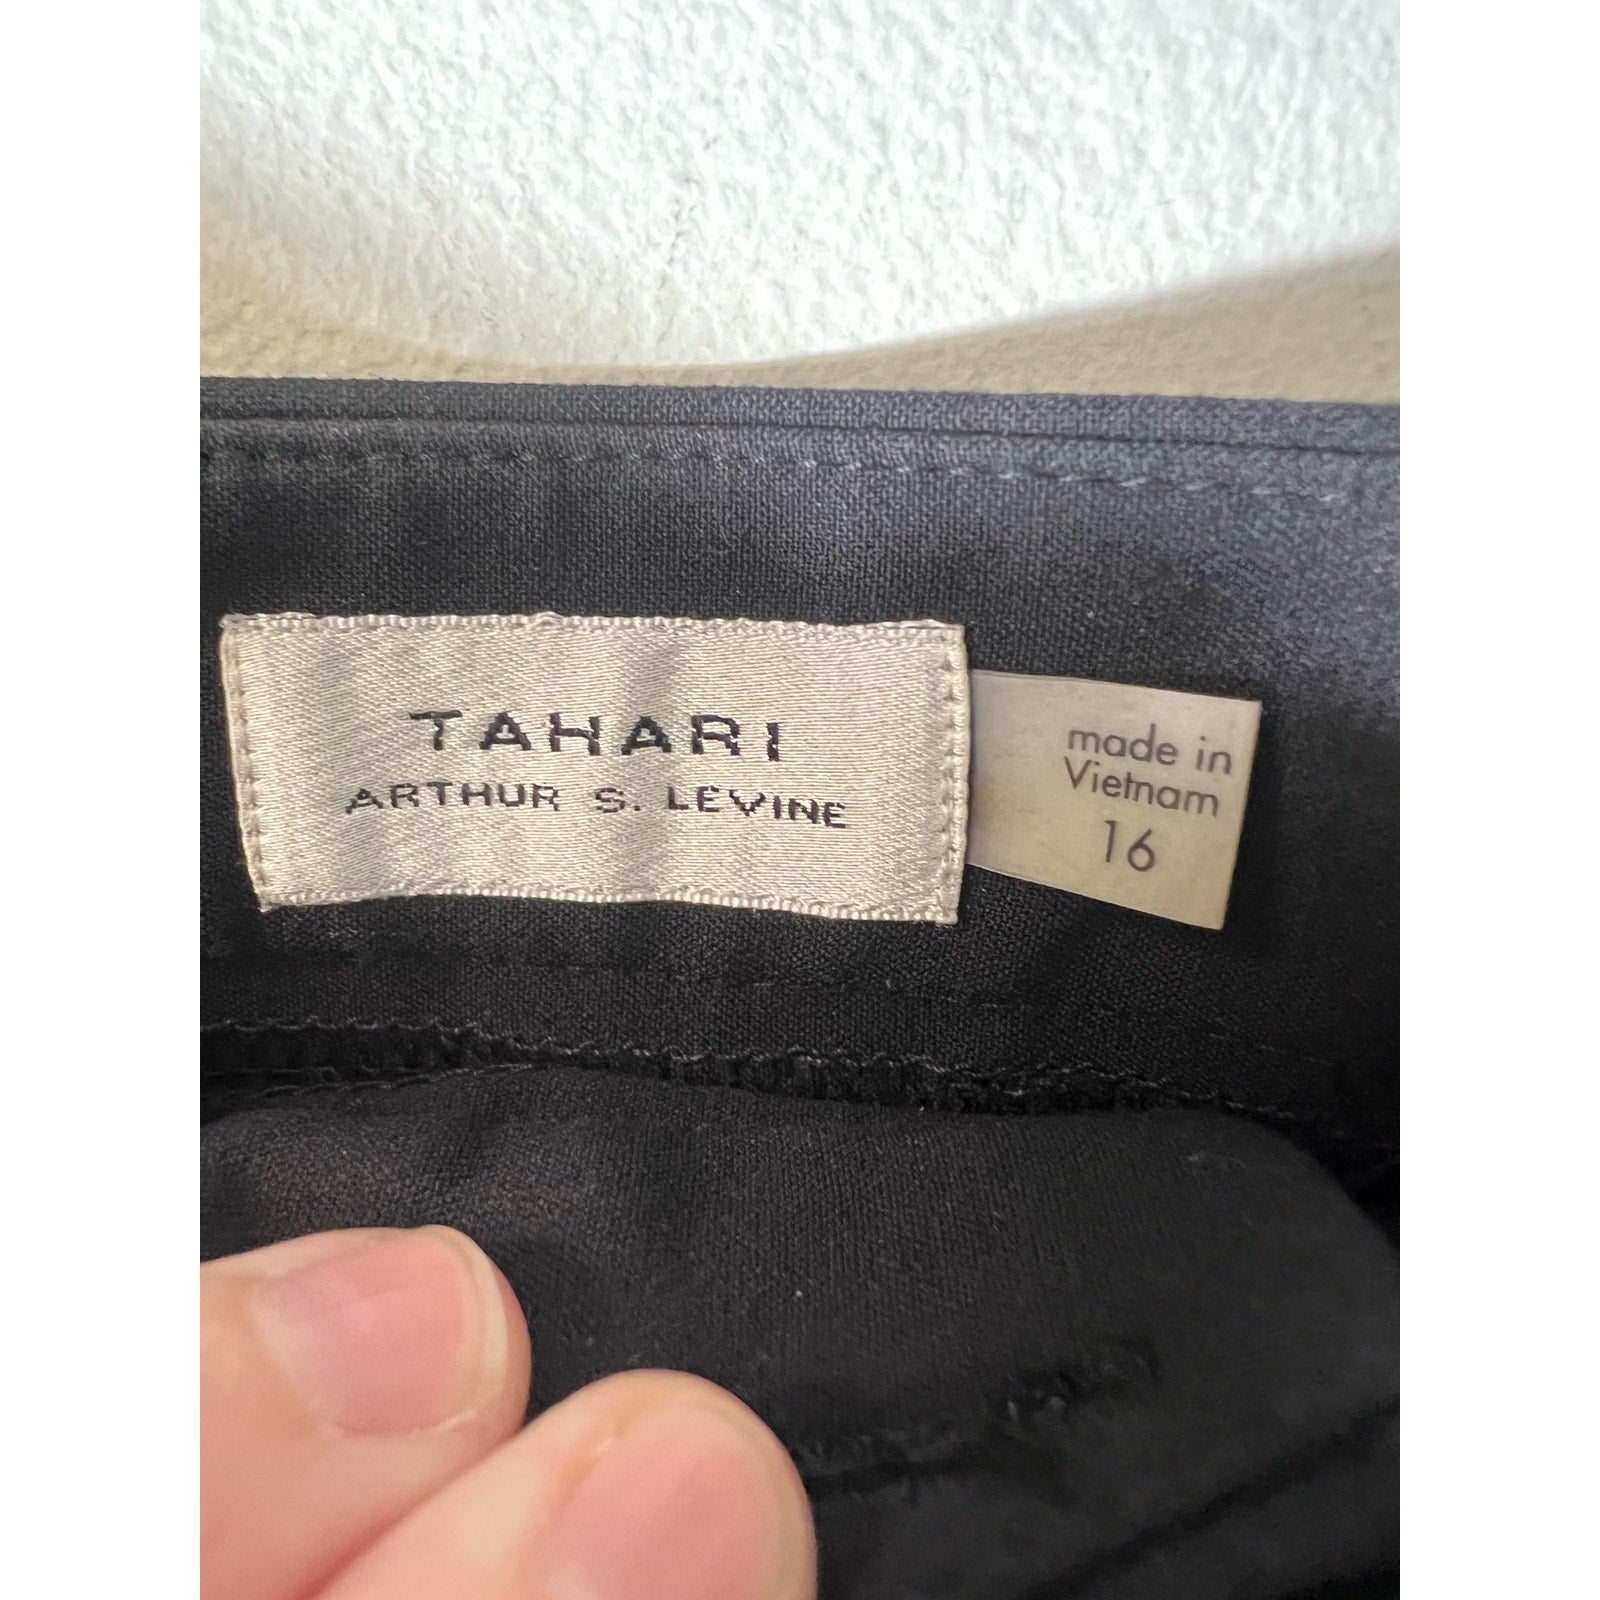 TAHARI
ARTHUR S. LEVINE
made in
Vietnam
16